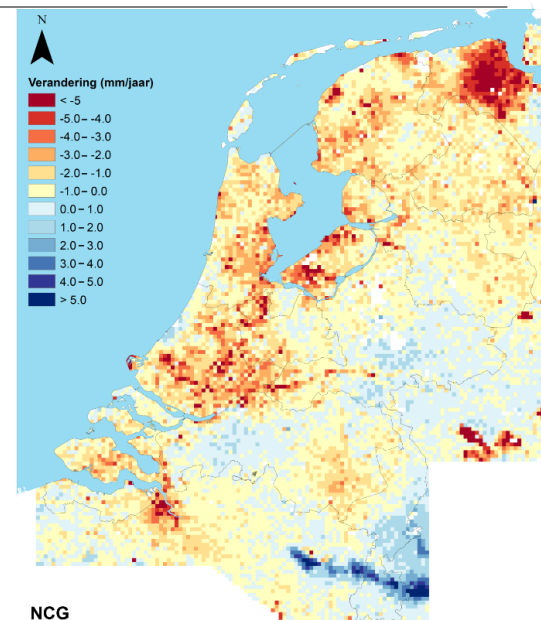 N
Verandering (mm/jaar)
< -5
-5.0 – -4.0
-4.0 – -3.0
-3.0 – -2.0
-2.0 – -1.0
-1.0 – 0.0
0.0 – 1.0
1.0 – 2.0
2.0 – 3.0
3.0 – 4.0
4.0 – 5.0
> 5.0
NCG